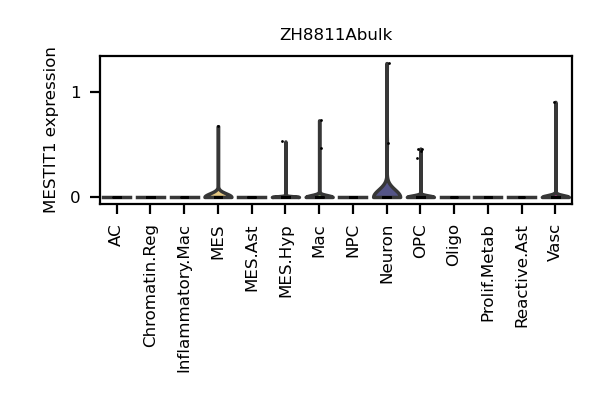 ZH8811Abulk
MESTIT1 expression
1
0
AC
Chromatin.Reg
Inflammatory.Mac
MES
MES.Ast
MES.Hyp
Mac
NPC
Neuron
OPC
Oligo
Prolif.Metab
Reactive.Ast
Vasc